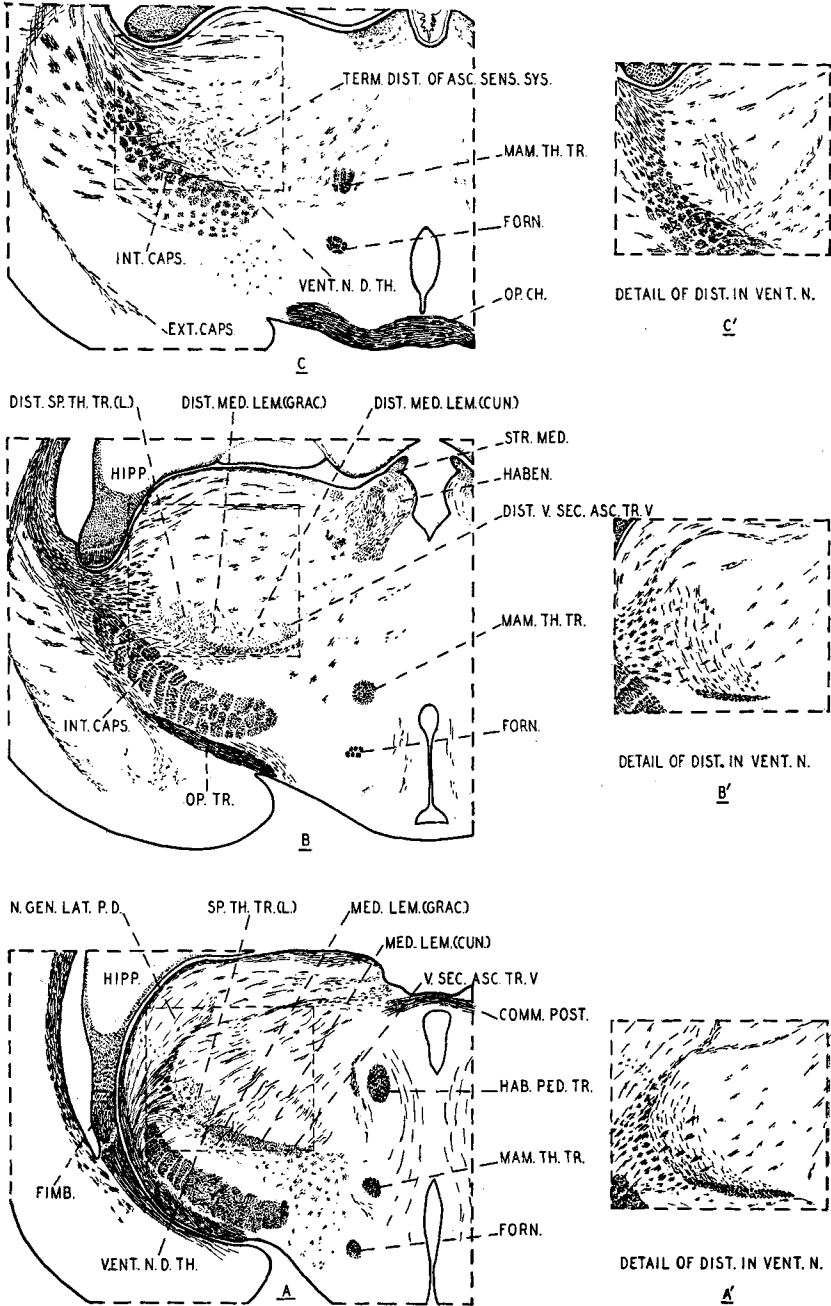 TERM. DIST. OF ASC. SENS. SYS.
MAM. TH. TR.
FORN.
INT. CAPS.
VENT. N. D. TH.
OP. CH.
EXT. CAPS.
C
DETAIL OF DIST. IN VENT. N.
C'
DIST. SP. TH. TR. (L.)
DIST. MED. LEM. (GRAC.)
DIST. MED. LEM. (CUN.)
STR. MED.
HIPP.
HABEN.
DIST. V. SEC. ASC. TR. V
MAM. TH. TR.
INT. CAPS.
FORN.
OP. TR.
B
DETAIL OF DIST. IN VENT. N.
B'
N. GEN. LAT. P. D.
SP. TH. TR. (L.)
MED. LEM. (GRAC.)
MED. LEM. (CUN.)
HIPP.
V. SEC. ASC. TR. V
COMM. POST.
HAB. PED. TR.
MAM. TH. TR.
FIMB.
FORN.
VENT. N. D. TH.
A
DETAIL OF DIST. IN VENT. N.
A'